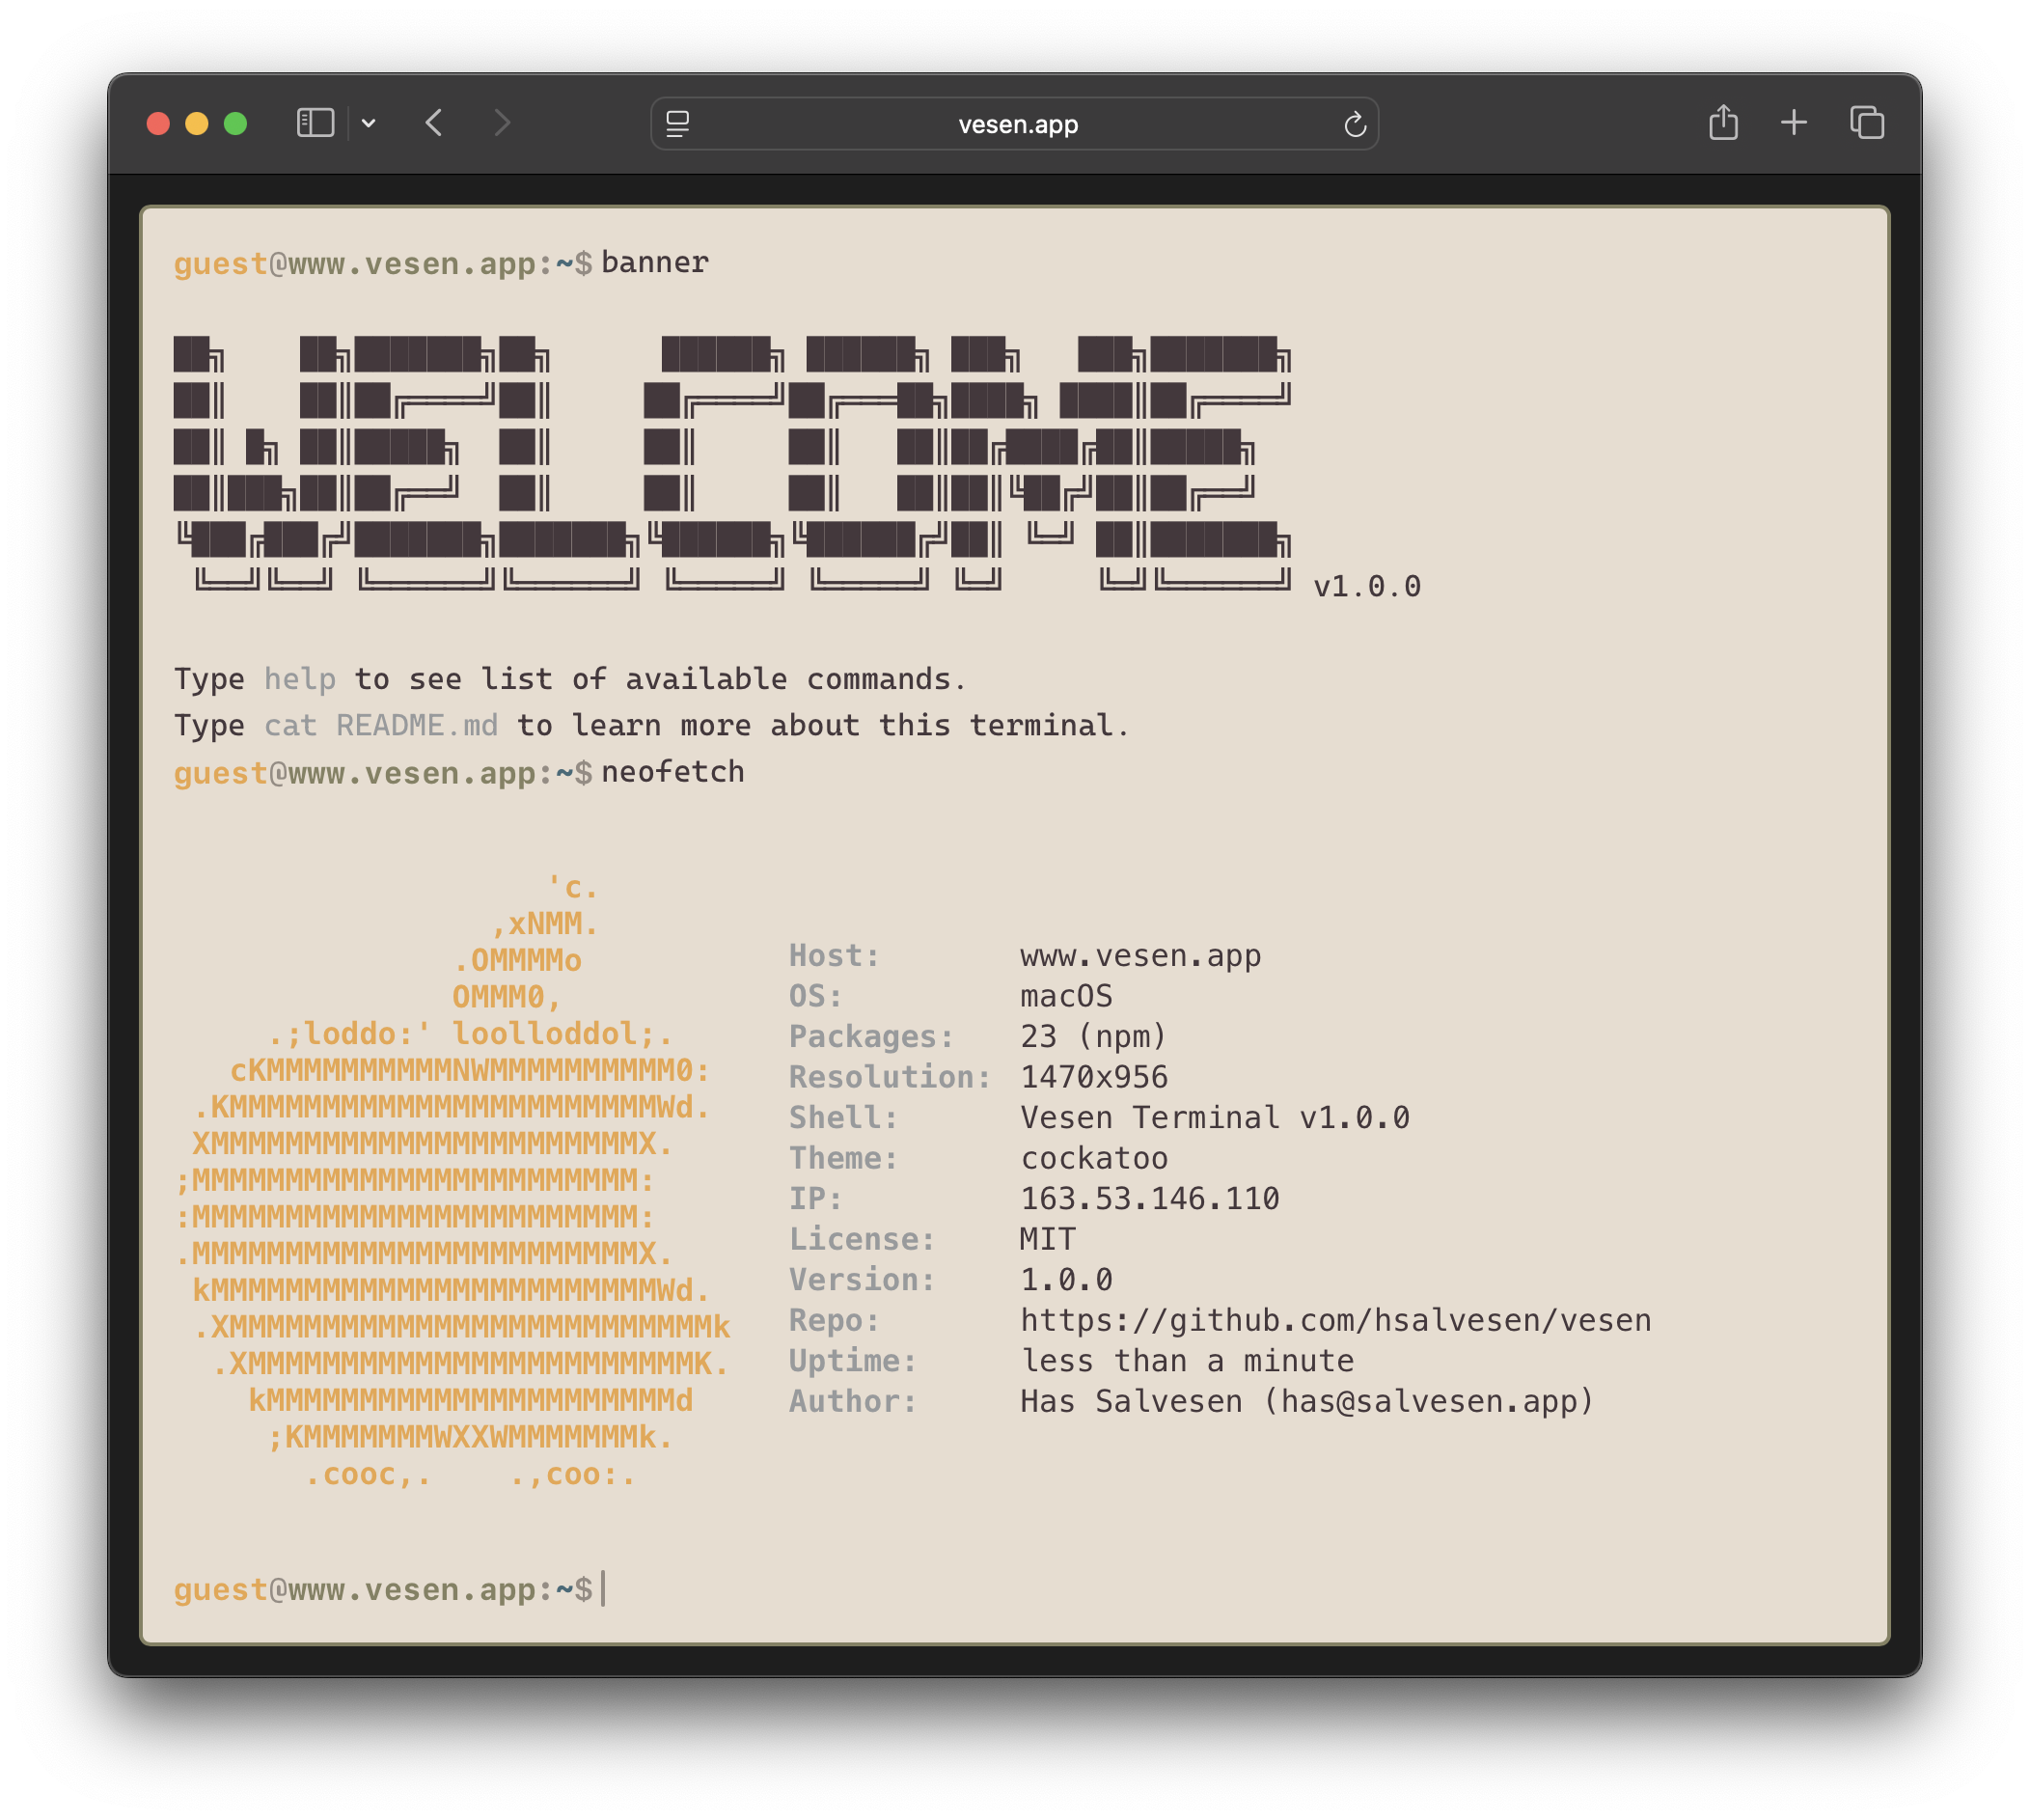 vesen.app
guest@www.vesen.app:~$ banner
WELCOME
v1.0.0
Type help to see list of available commands.
Type cat README.md to learn more about this terminal.
guest@www.vesen.app:~$ neofetch
'c.
,xNMM.
.OMMMMo
OMMM0,
.;loddo:' loolloddol;.
cKMMMMMMMMMMNWMMMMMMMMMM0:
.KMMMMMMMMMMMMMMMMMMMMMMMWd.
XMMMMMMMMMMMMMMMMMMMMMMMX.
;MMMMMMMMMMMMMMMMMMMMMMMM:
:MMMMMMMMMMMMMMMMMMMMMMMM:
.MMMMMMMMMMMMMMMMMMMMMMMMX.
kMMMMMMMMMMMMMMMMMMMMMMMMWd.
.XMMMMMMMMMMMMMMMMMMMMMMMMMMk
.XMMMMMMMMMMMMMMMMMMMMMMMMK.
kMMMMMMMMMMMMMMMMMMMMMMd
;KMMMMMMMWXXWMMMMMMMk.
.cooc,. .,coo:.
Host: www.vesen.app
OS: macOS
Packages: 23 (npm)
Resolution: 1470x956
Shell: Vesen Terminal v1.0.0
Theme: cockatoo
IP: 163.53.146.110
License: MIT
Version: 1.0.0
Repo: https://github.com/hsalvesen/vesen
Uptime: less than a minute
Author: Has Salvesen (has@salvesen.app)
guest@www.vesen.app:~$